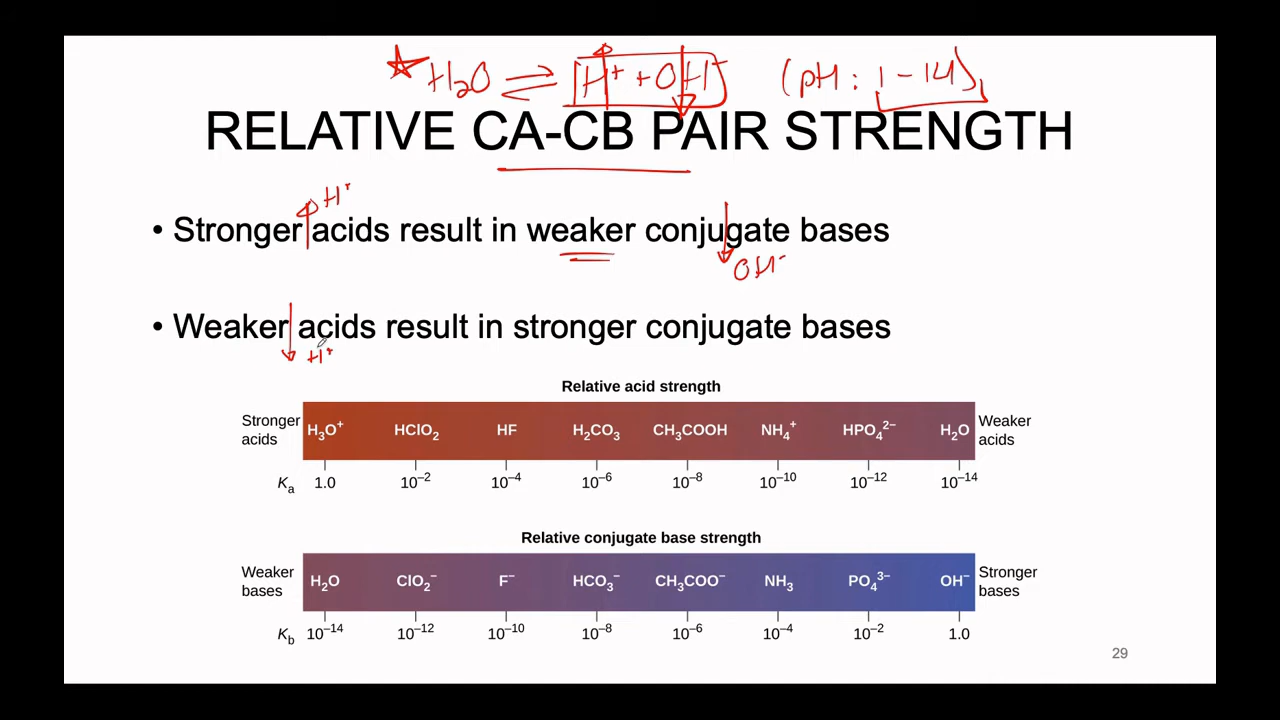 H₂O ⇌ [H⁺ + OH⁻] (pH : 1 – 14)
RELATIVE CA-CB PAIR STRENGTH
H⁺
• Stronger acids result in weaker conjugate bases
OH⁻
• Weaker acids result in stronger conjugate bases
H⁺
Relative acid strength
Stronger acids H₃O⁺ HClO₂ HF H₂CO₃ CH₃COOH NH₄⁺ HPO₄²⁻ H₂O Weaker acids
Kₐ 1.0 10⁻² 10⁻⁴ 10⁻⁶ 10⁻⁸ 10⁻¹⁰ 10⁻¹² 10⁻¹⁴
Relative conjugate base strength
Weaker bases H₂O ClO₂⁻ F⁻ HCO₃⁻ CH₃COO⁻ NH₃ PO₄³⁻ OH⁻ Stronger bases
K_b 10⁻¹⁴ 10⁻¹² 10⁻¹⁰ 10⁻⁸ 10⁻⁶ 10⁻⁴ 10⁻² 1.0
29